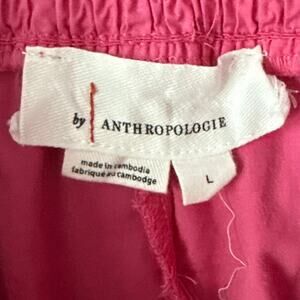 by ANTHROPOLOGIE
made in cambodia
fabriqué au cambodge
L